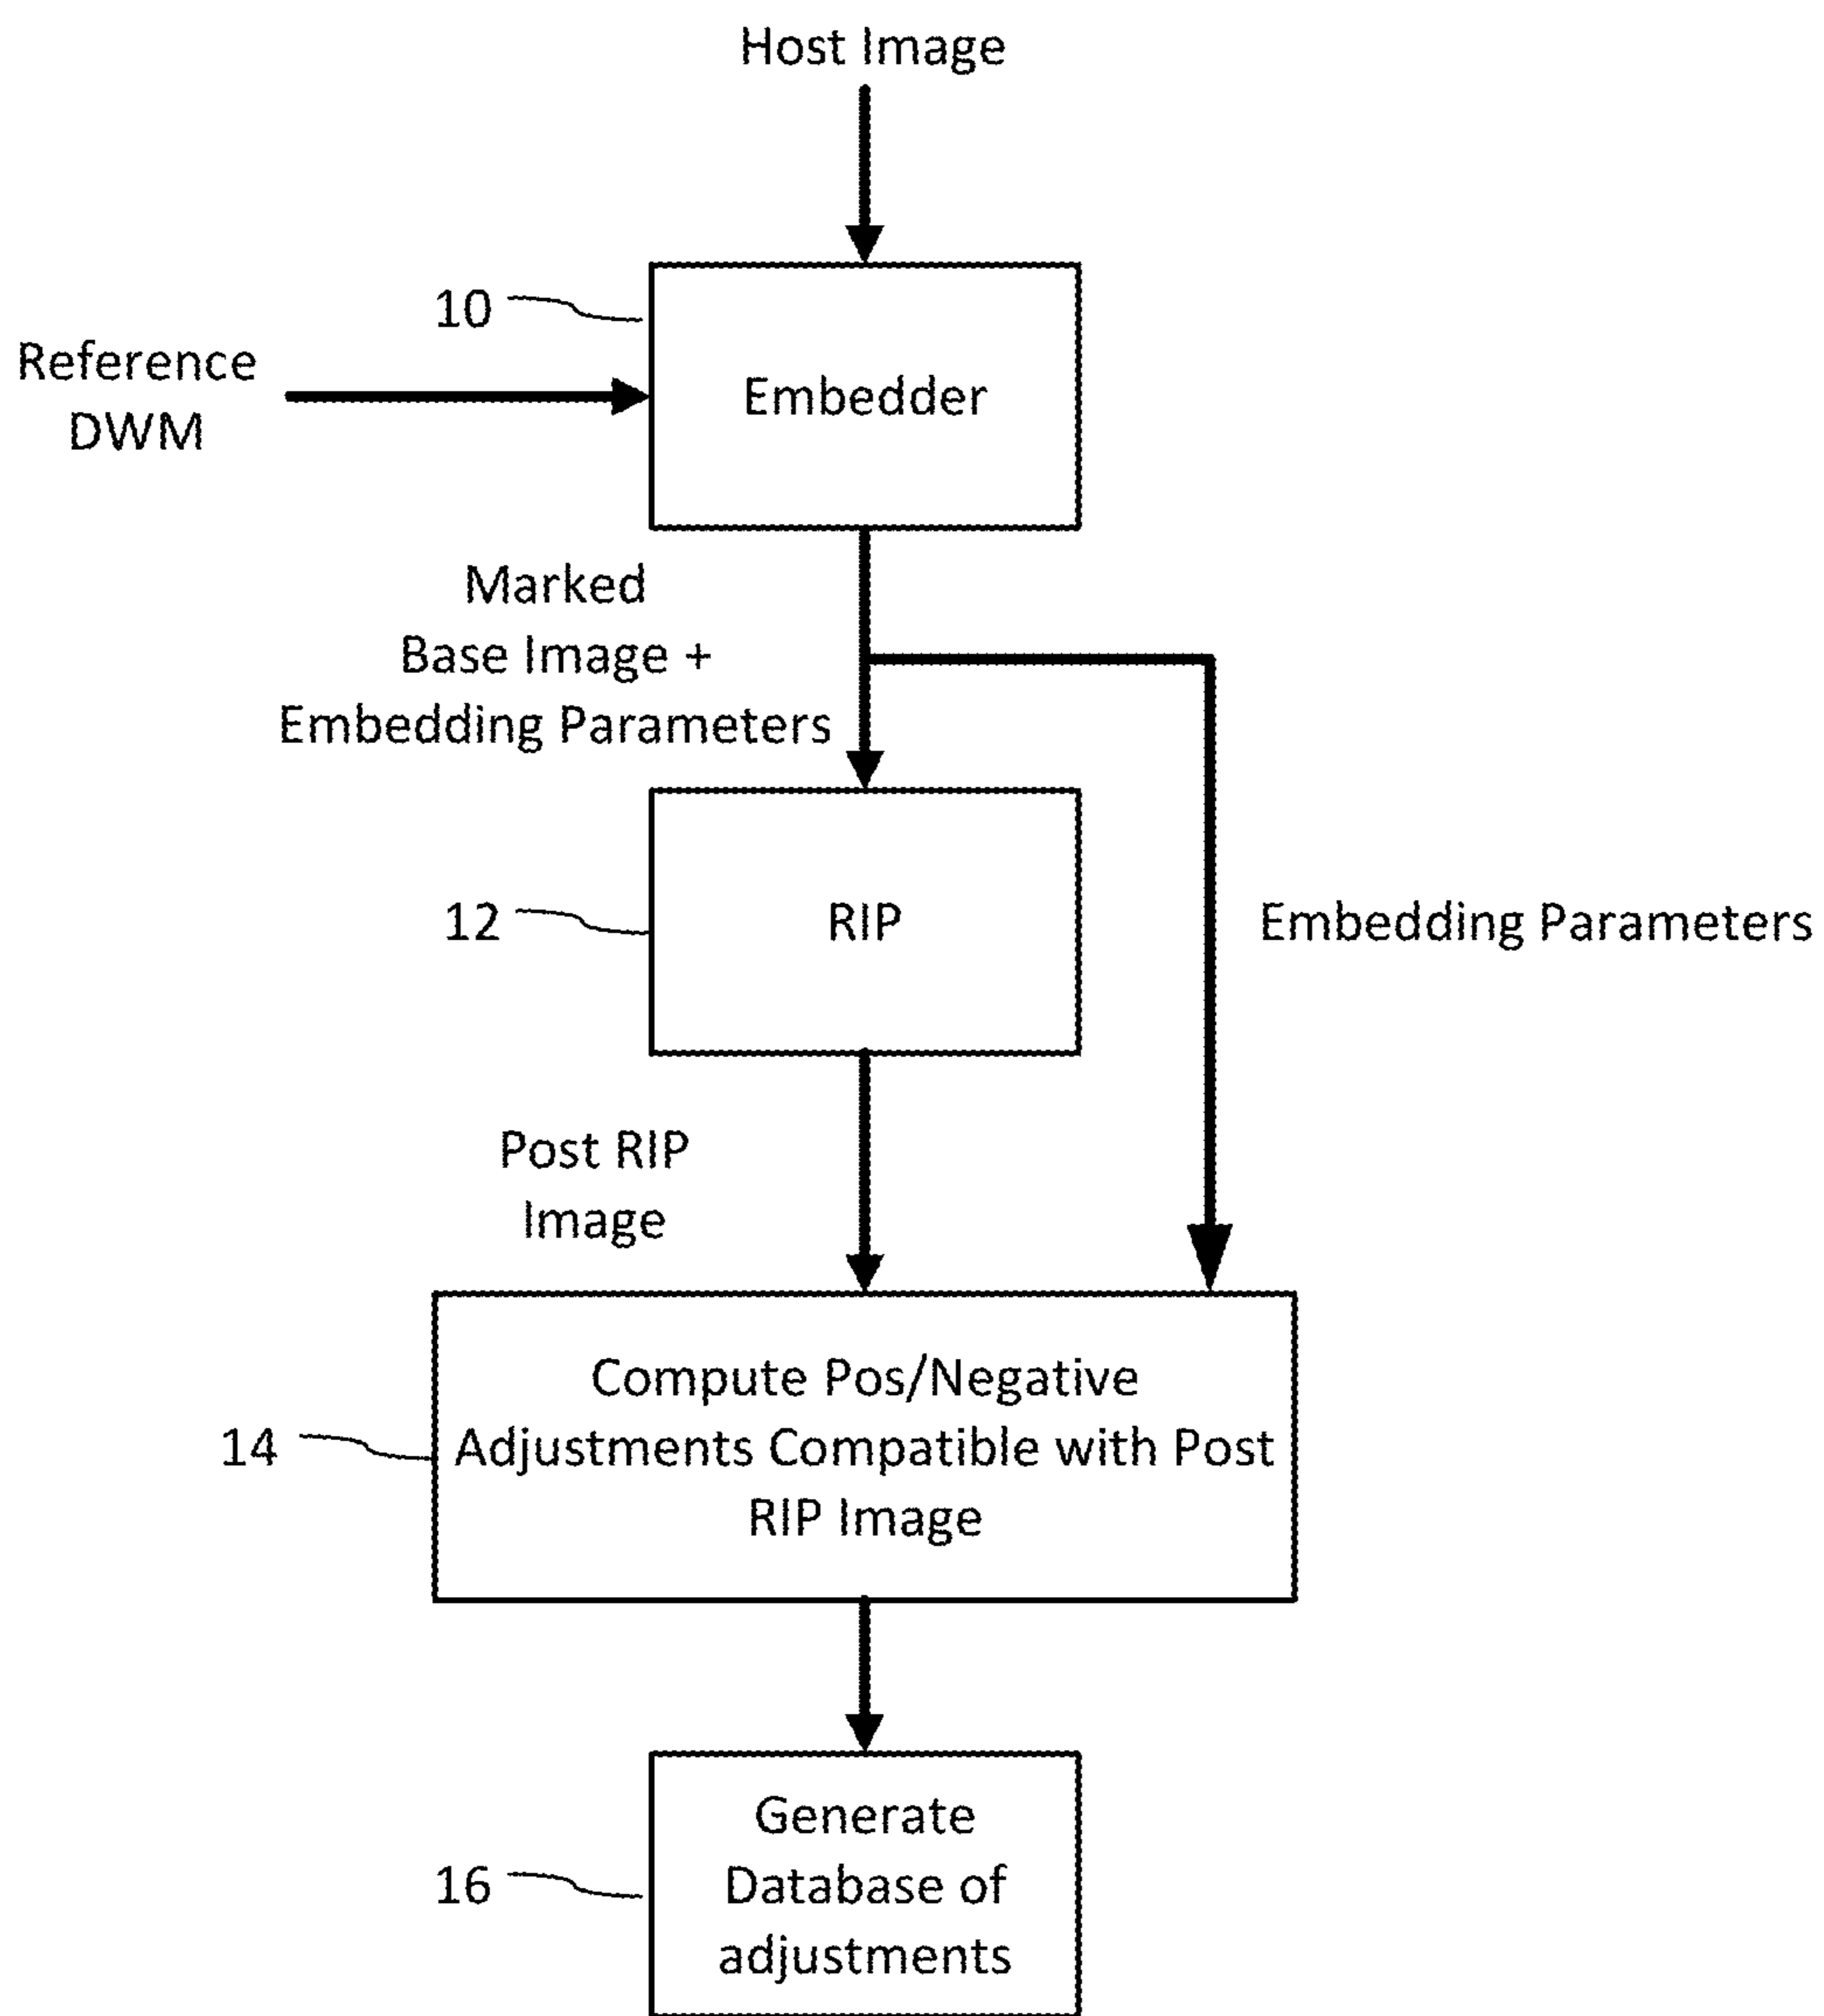 Host Image
10
Reference
DWM
Embedder
Marked
Base Image +
Embedding Parameters
12
RIP
Embedding Parameters
Post RIP
Image
Compute Pos/Negative
14
Adjustments Compatible with Post
RIP Image
Generate
16
Database of
adjustments